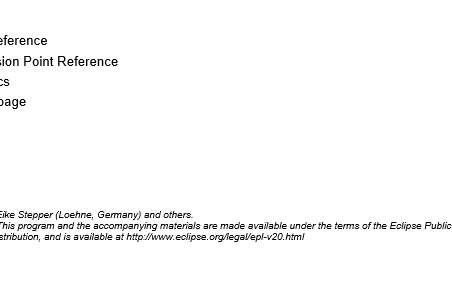 eference
sion Point Reference
cs
page
Eike Stepper (Loehne, Germany) and others.
This program and the accompanying materials are made available under the terms of the Eclipse Public
stribution, and is available at http://www.eclipse.org/legal/epl-v20.html